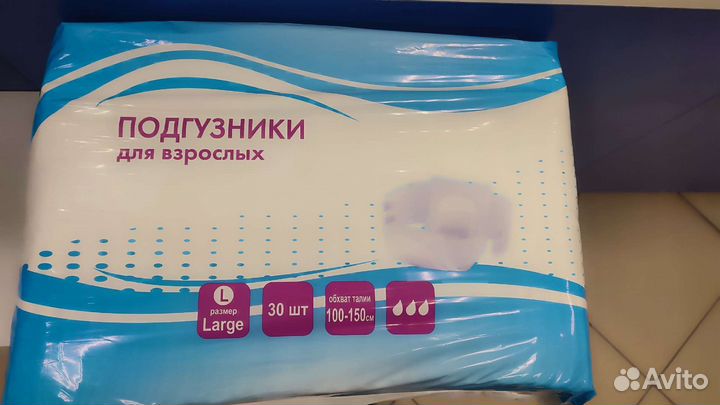 ПОДГУЗНИКИ
для взрослых
L
размер
Large
30 шт
обхват талии
100-150см
Avito